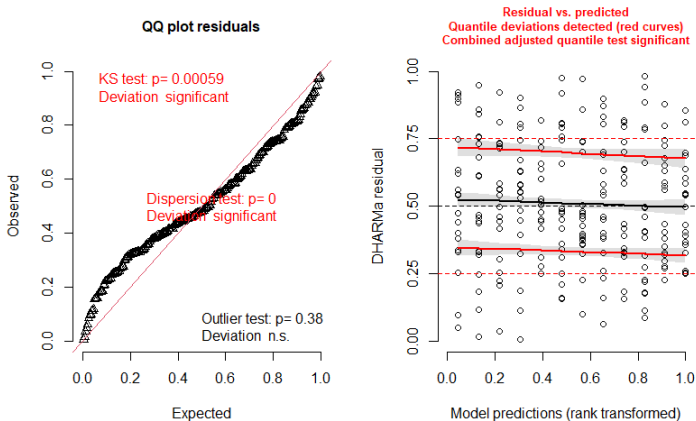 QQ plot residuals
KS test: p= 0.00059
Deviation significant
Dispersion test: p= 0
Deviation significant
Outlier test: p= 0.38
Deviation n.s.
Observed
0.0 0.2 0.4 0.6 0.8 1.0
0.0 0.2 0.4 0.6 0.8 1.0
Expected
Residual vs. predicted
Quantile deviations detected (red curves)
Combined adjusted quantile test significant
DHARMa residual
0.00 0.25 0.50 0.75 1.00
0.0 0.2 0.4 0.6 0.8 1.0
Model predictions (rank transformed)